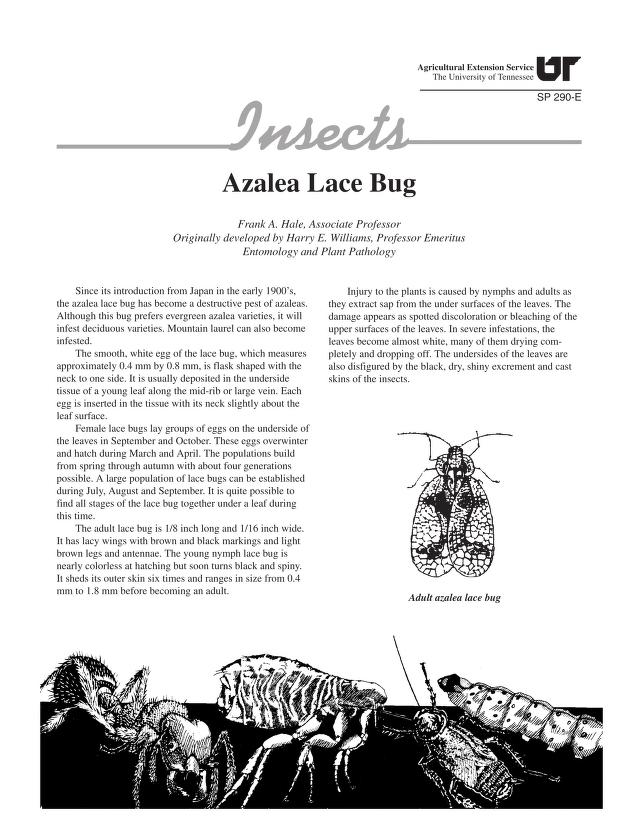 Agricultural Extension Service
The University of Tennessee
UT
SP 290-E
Insects
Azalea Lace Bug
Frank A. Hale, Associate Professor
Originally developed by Harry E. Williams, Professor Emeritus
Entomology and Plant Pathology
Since its introduction from Japan in the early 1900's,
the azalea lace bug has become a destructive pest of azaleas.
Although this bug prefers evergreen azalea varieties, it will
infest deciduous varieties. Mountain laurel can also become
infested.
The smooth, white egg of the lace bug, which measures
approximately 0.4 mm by 0.8 mm, is flask shaped with the
neck to one side. It is usually deposited in the underside
tissue of a young leaf along the mid-rib or large vein. Each
egg is inserted in the tissue with its neck slightly about the
leaf surface.
Female lace bugs lay groups of eggs on the underside of
the leaves in September and October. These eggs overwinter
and hatch during March and April. The populations build
from spring through autumn with about four generations
possible. A large population of lace bugs can be established
during July, August and September. It is quite possible to
find all stages of the lace bug together under a leaf during
this time.
The adult lace bug is 1/8 inch long and 1/16 inch wide.
It has lacy wings with brown and black markings and light
brown legs and antennae. The young nymph lace bug is
nearly colorless at hatching but soon turns black and spiny.
It sheds its outer skin six times and ranges in size from 0.4
mm to 1.8 mm before becoming an adult.
Injury to the plants is caused by nymphs and adults as
they extract sap from the under surfaces of the leaves. The
damage appears as spotted discoloration or bleaching of the
upper surfaces of the leaves. In severe infestations, the
leaves become almost white, many of them drying com-
pletely and dropping off. The undersides of the leaves are
also disfigured by the black, dry, shiny excrement and cast
skins of the insects.
Adult azalea lace bug